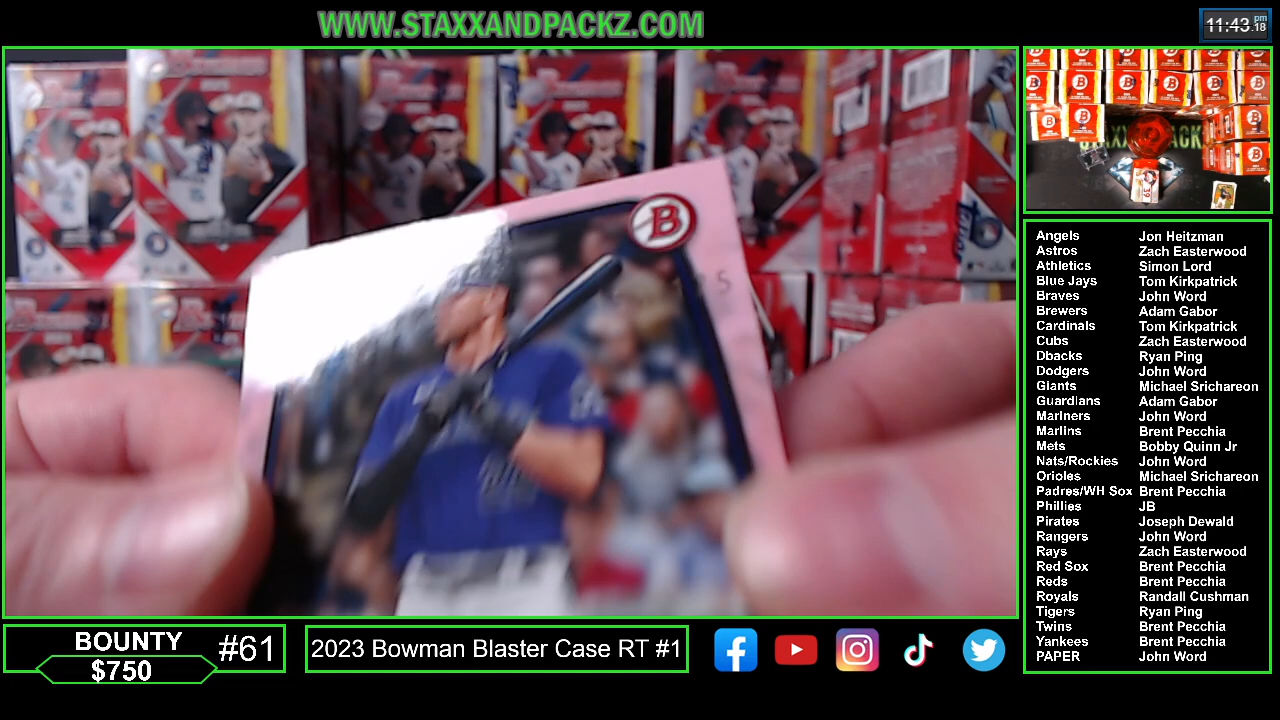 WWW.STAXXANDPACKZ.COM
11:43 pm .18
B
Angels Jon Heitzman
Astros Zach Easterwood
Athletics Simon Lord
Blue Jays Tom Kirkpatrick
Braves John Word
Brewers Adam Gabor
Cardinals Tom Kirkpatrick
Cubs Zach Easterwood
Dbacks Ryan Ping
Dodgers John Word
Giants Michael Srichareon
Guardians Adam Gabor
Mariners John Word
Marlins Brent Pecchia
Mets Bobby Quinn Jr
Nats/Rockies John Word
Orioles Michael Srichareon
Padres/WH Sox Brent Pecchia
Phillies JB
Pirates Joseph Dewald
Rangers John Word
Rays Zach Easterwood
Red Sox Brent Pecchia
Reds Brent Pecchia
Royals Randall Cushman
Tigers Ryan Ping
Twins Brent Pecchia
Yankees Brent Pecchia
PAPER John Word
BOUNTY #61
$750
2023 Bowman Blaster Case RT #1